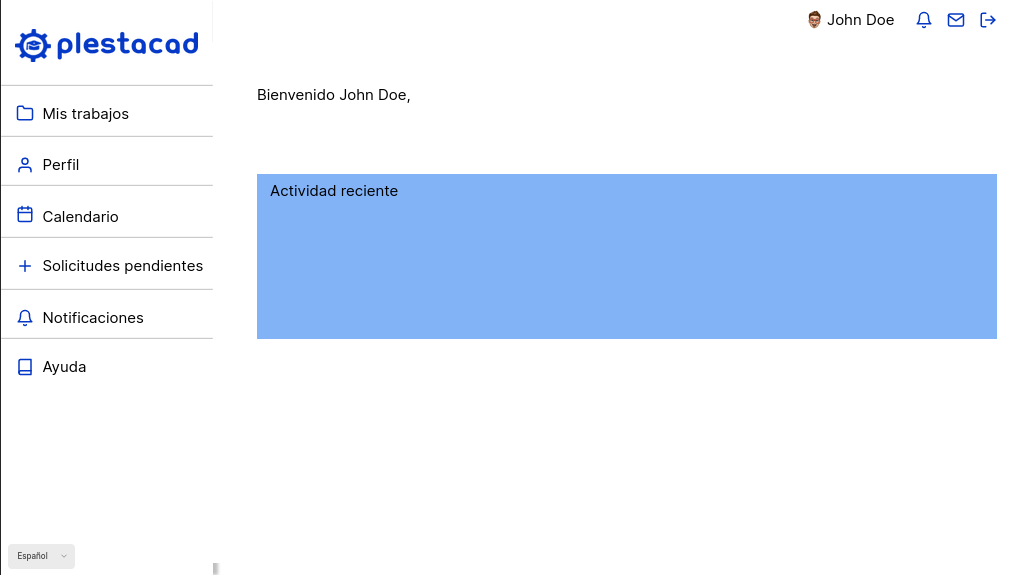 plestacad
John Doe
Bienvenido John Doe,
Mis trabajos
Perfil
Calendario
Solicitudes pendientes
Notificaciones
Ayuda
Actividad reciente
Español